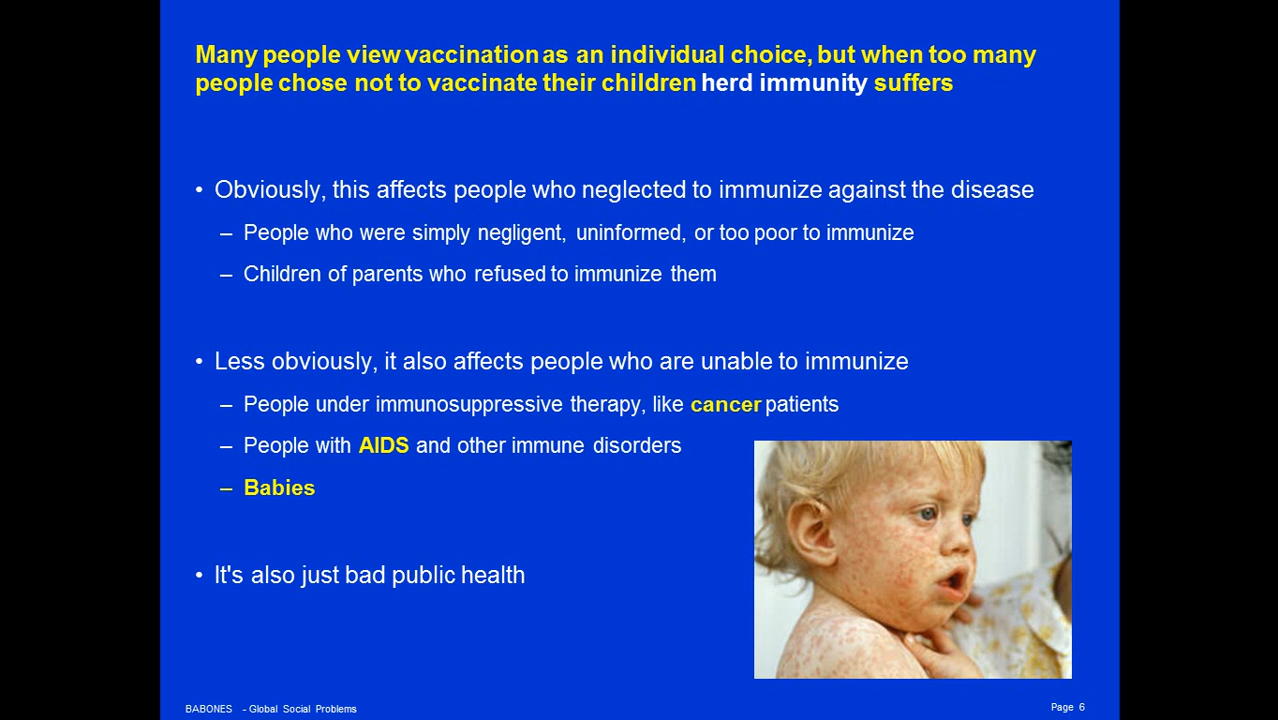 Many people view vaccination as an individual choice, but when too many
people chose not to vaccinate their children herd immunity suffers
• Obviously, this affects people who neglected to immunize against the disease
– People who were simply negligent, uninformed, or too poor to immunize
– Children of parents who refused to immunize them
• Less obviously, it also affects people who are unable to immunize
– People under immunosuppressive therapy, like cancer patients
– People with AIDS and other immune disorders
– Babies
• It's also just bad public health
BABONES - Global Social Problems
Page 6